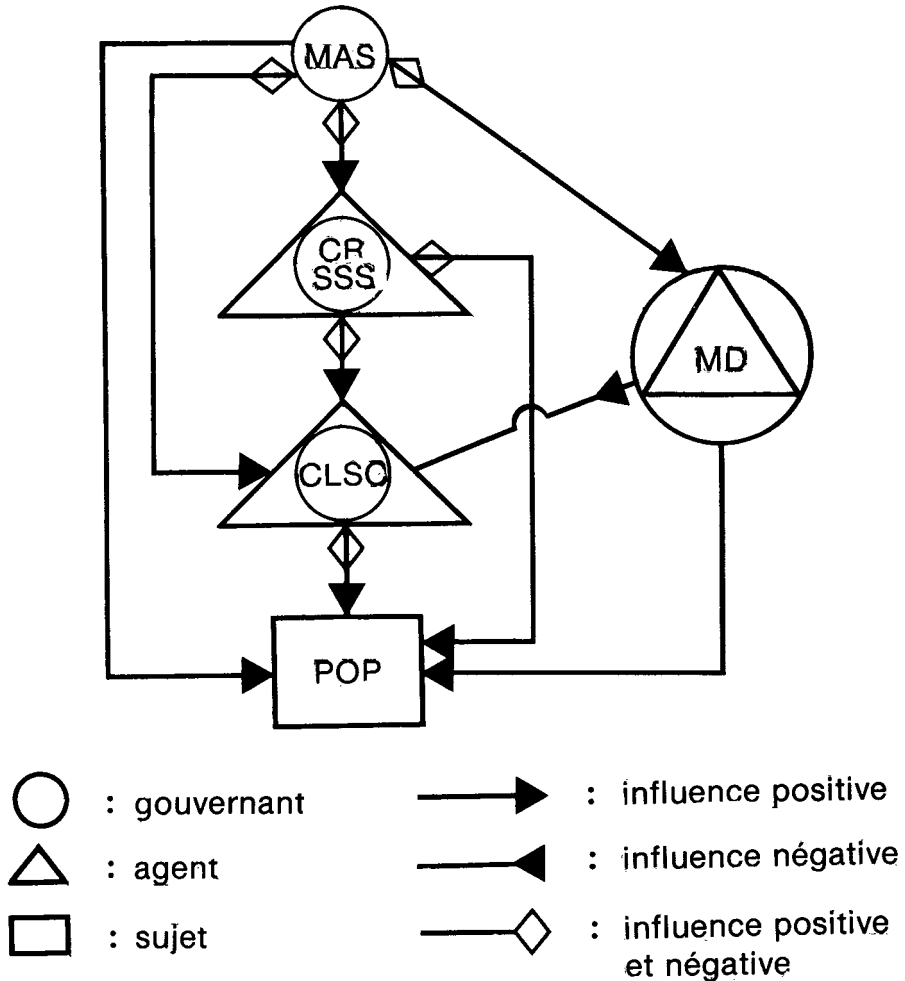 MAS
CR
SSS
MD
CLSC
POP
: gouvernant
: agent
: sujet
: influence positive
: influence négative
: influence positive
et négative